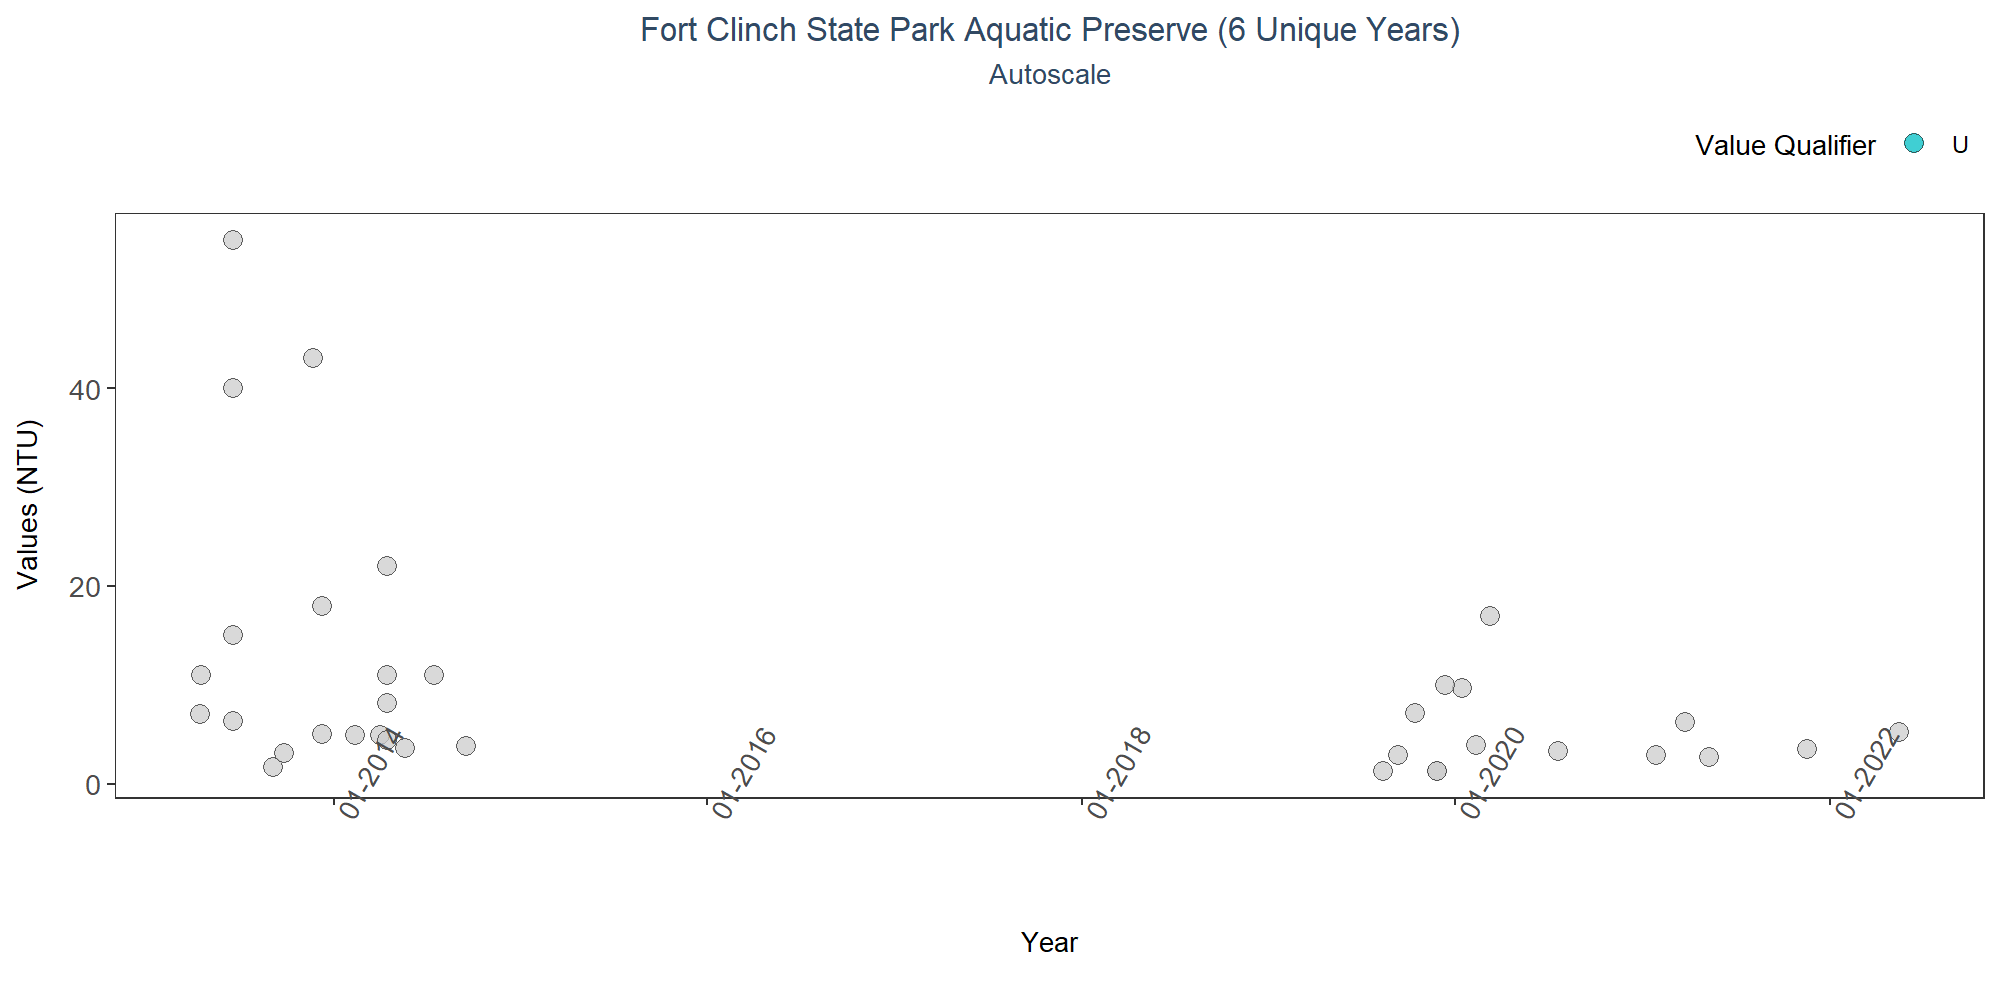 Fort Clinch State Park Aquatic Preserve (6 Unique Years)
Autoscale
Value Qualifier U
Values (NTU)
40
20
0
01-2014 01-2016 01-2018 01-2020 01-2022
Year